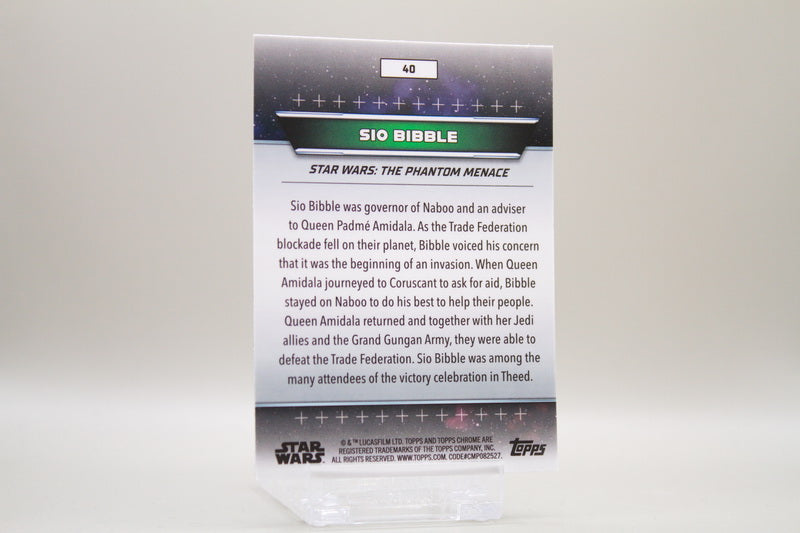 40
SIO BIBBLE
STAR WARS: THE PHANTOM MENACE
Sio Bibble was governor of Naboo and an adviser
to Queen Padmé Amidala. As the Trade Federation
blockade fell on their planet, Bibble voiced his concern
that it was the beginning of an invasion. When Queen
Amidala journeyed to Coruscant to ask for aid, Bibble
stayed on Naboo to do his best to help their people.
Queen Amidala returned and together with her Jedi
allies and the Grand Gungan Army, they were able to
defeat the Trade Federation. Sio Bibble was among the
many attendees of the victory celebration in Theed.
STAR
WARS.
© & ™ LUCASFILM LTD. TOPPS AND TOPPS CHROME ARE
REGISTERED TRADEMARKS OF THE TOPPS COMPANY, INC.
ALL RIGHTS RESERVED. WWW.TOPPS.COM. CODE#CMP082527.
Topps